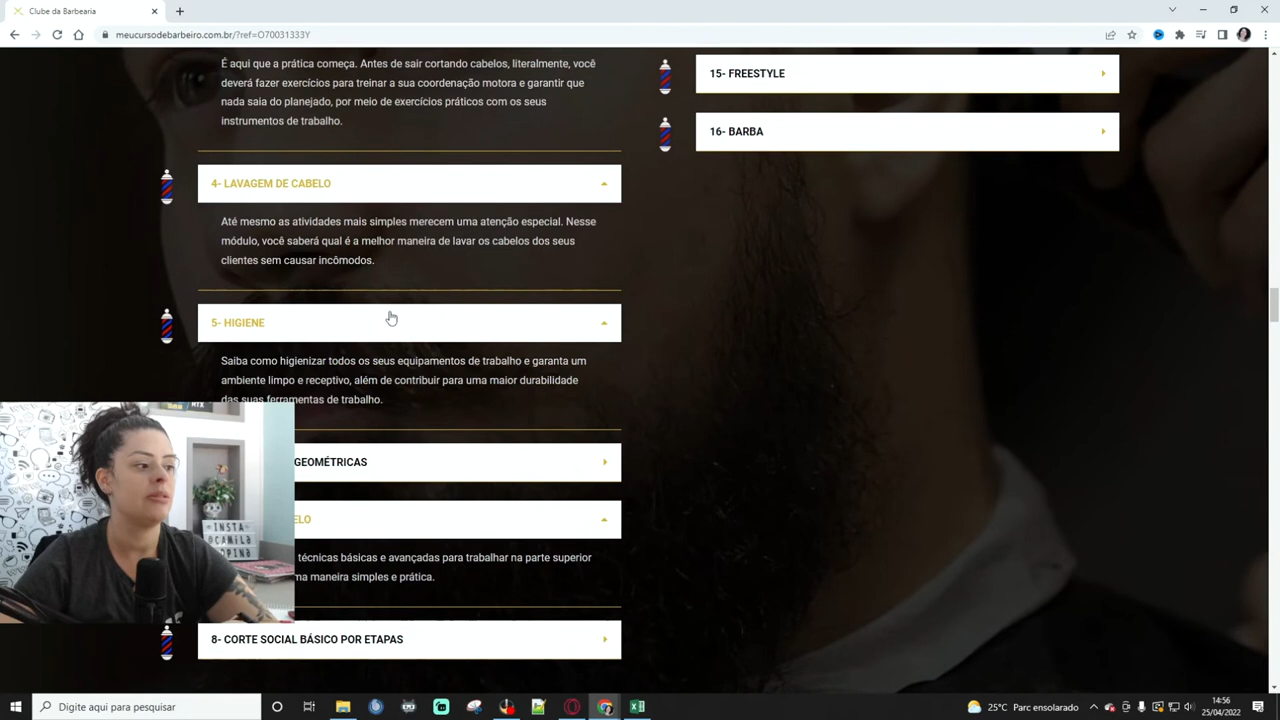 Clube da Barbearia
meucursodebarbeiro.com.br/?ref=O70031333Y
É aqui que a prática começa. Antes de sair cortando cabelos, literalmente, você
deverá fazer exercícios para treinar a sua coordenação motora e garantir que
nada saia do planejado, por meio de exercícios práticos com os seus
instrumentos de trabalho.
4- LAVAGEM DE CABELO
Até mesmo as atividades mais simples merecem uma atenção especial. Nesse
módulo, você saberá qual é a melhor maneira de lavar os cabelos dos seus
clientes sem causar incômodos.
5- HIGIENE
Saiba como higienizar todos os seus equipamentos de trabalho e garanta um
ambiente limpo e receptivo, além de contribuir para uma maior durabilidade
das suas ferramentas de trabalho.
GEOMÉTRICAS
ELO
técnicas básicas e avançadas para trabalhar na parte superior
ma maneira simples e prática.
8- CORTE SOCIAL BÁSICO POR ETAPAS
15- FREESTYLE
16- BARBA
INSTA
@CAMILA
Digite aqui para pesquisar
25°C Parc ensolarado
14:56
25/04/2022